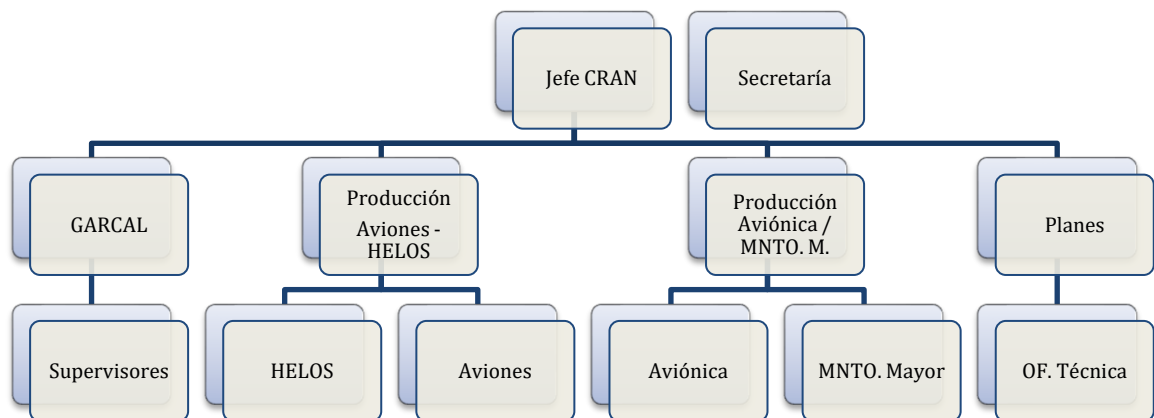 Jefe CRAN
Secretaría
GARCAL
Producción
Aviones -
HELOS
Producción
Aviónica /
MNTO. M.
Planes
Supervisores
HELOS
Aviones
Aviónica
MNTO. Mayor
OF. Técnica